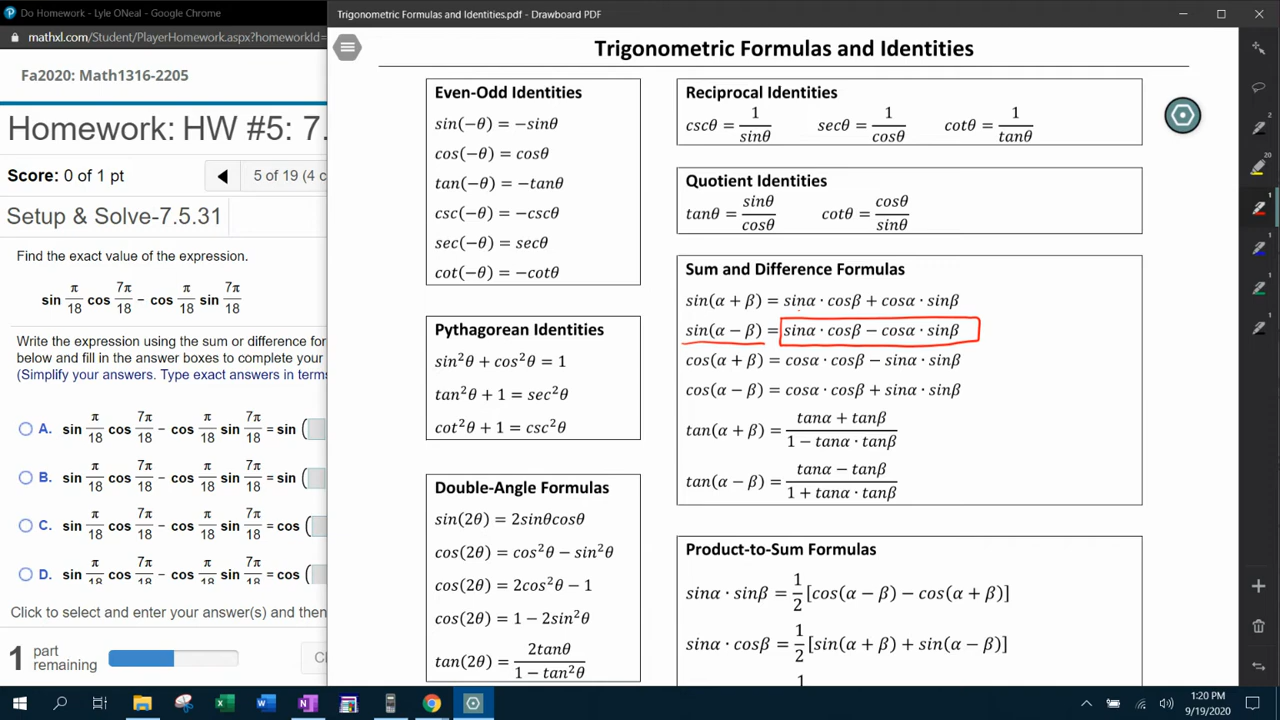 Do Homework - Lyle ONeal - Google Chrome
mathxl.com/Student/PlayerHomework.aspx?homeworkId=
Fa2020: Math1316-2205
Homework: HW #5: 7.
Score: 0 of 1 pt
5 of 19 (4 c
Setup & Solve-7.5.31
Find the exact value of the expression.
sin π/18 cos 7π/18 − cos π/18 sin 7π/18
Write the expression using the sum or difference for
below and fill in the answer boxes to complete your
(Simplify your answers. Type exact answers in terms
A. sin π/18 cos 7π/18 − cos π/18 sin 7π/18 = sin (
B. sin π/18 cos 7π/18 − cos π/18 sin 7π/18 = sin (
C. sin π/18 cos 7π/18 − cos π/18 sin 7π/18 = cos (
D. sin π/18 cos 7π/18 − cos π/18 sin 7π/18 = cos (
Click to select and enter your answer(s) and then
1 part
remaining
Trigonometric Formulas and Identities.pdf - Drawboard PDF
Trigonometric Formulas and Identities
Even-Odd Identities
sin(−θ) = −sinθ
cos(−θ) = cosθ
tan(−θ) = −tanθ
csc(−θ) = −cscθ
sec(−θ) = secθ
cot(−θ) = −cotθ
Pythagorean Identities
sin²θ + cos²θ = 1
tan²θ + 1 = sec²θ
cot²θ + 1 = csc²θ
Double-Angle Formulas
sin(2θ) = 2sinθcosθ
cos(2θ) = cos²θ − sin²θ
cos(2θ) = 2cos²θ − 1
cos(2θ) = 1 − 2sin²θ
tan(2θ) = 2tanθ/1 − tan²θ
Reciprocal Identities
cscθ = 1/sinθ secθ = 1/cosθ cotθ = 1/tanθ
Quotient Identities
tanθ = sinθ/cosθ cotθ = cosθ/sinθ
Sum and Difference Formulas
sin(α + β) = sinα · cosβ + cosα · sinβ
sin(α − β) = sinα · cosβ − cosα · sinβ
cos(α + β) = cosα · cosβ − sinα · sinβ
cos(α − β) = cosα · cosβ + sinα · sinβ
tan(α + β) = tanα + tanβ/1 − tanα · tanβ
tan(α − β) = tanα − tanβ/1 + tanα · tanβ
Product-to-Sum Formulas
sinα · sinβ = 1/2[cos(α − β) − cos(α + β)]
sinα · cosβ = 1/2[sin(α + β) + sin(α − β)]
1
2
20
1
1
1
1
1:20 PM
9/19/2020